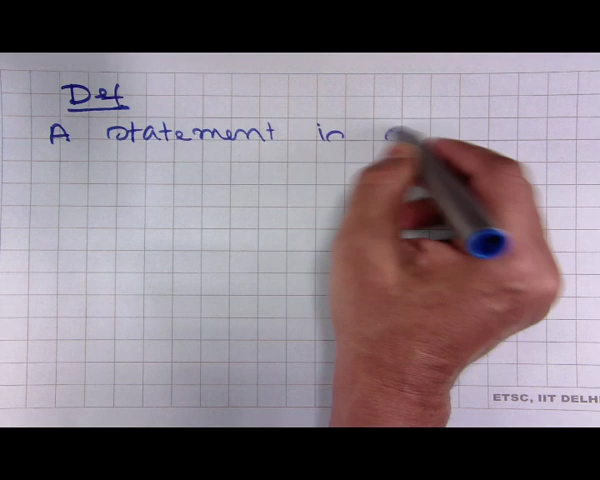 Def
A statement is a
ETSC, IIT DELHI